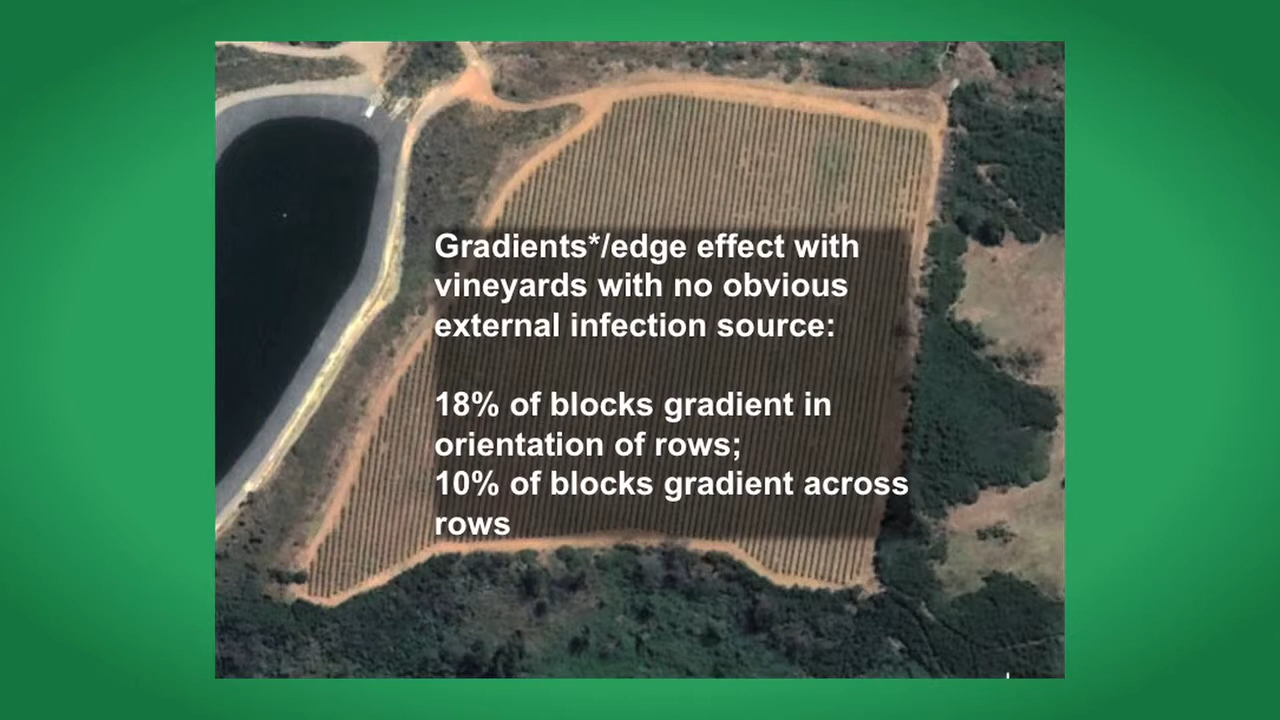 Gradients*/edge effect with
vineyards with no obvious
external infection source:
18% of blocks gradient in
orientation of rows;
10% of blocks gradient across
rows